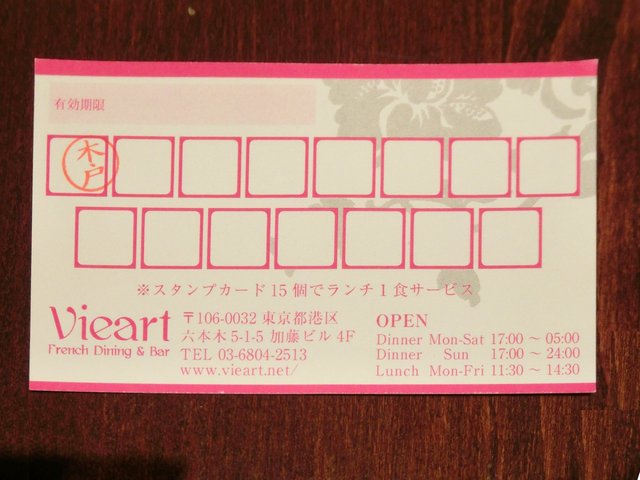 有効期限
木戸
※スタンプカード15個でランチ1食サービス
Vieart
French Dining & Bar
〒106-0032 東京都港区
六本木5-1-5 加藤ビル4F
TEL 03-6804-2513
www.vieart.net/
OPEN
Dinner Mon-Sat 17:00 ～ 05:00
Dinner Sun 17:00 ～ 24:00
Lunch Mon-Fri 11:30 ～ 14:30